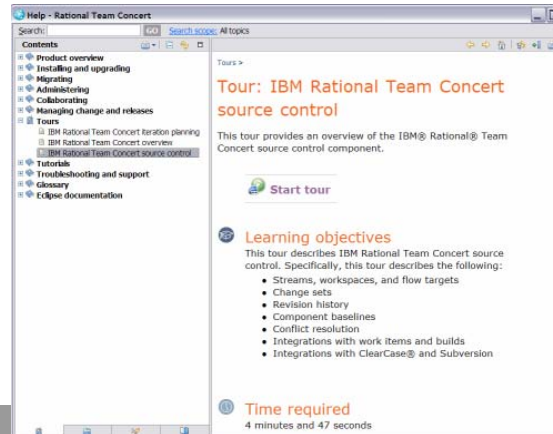 Help - Rational Team Concert
Search: GO Search scope: All topics
Contents
Product overview
Installing and upgrading
Migrating
Administering
Collaborating
Managing change and releases
Tours
IBM Rational Team Concert iteration planning
IBM Rational Team Concert overview
IBM Rational Team Concert source control
Tutorials
Troubleshooting and support
Glossary
Eclipse documentation
Tours >
Tour: IBM Rational Team Concert
source control
This tour provides an overview of the IBM® Rational® Team
Concert source control component.
Start tour
Learning objectives
This tour describes IBM Rational Team Concert source
control. Specifically, this tour describes the following:
• Streams, workspaces, and flow targets
• Change sets
• Revision history
• Component baselines
• Conflict resolution
• Integrations with work items and builds
• Integrations with ClearCase® and Subversion
Time required
4 minutes and 47 seconds